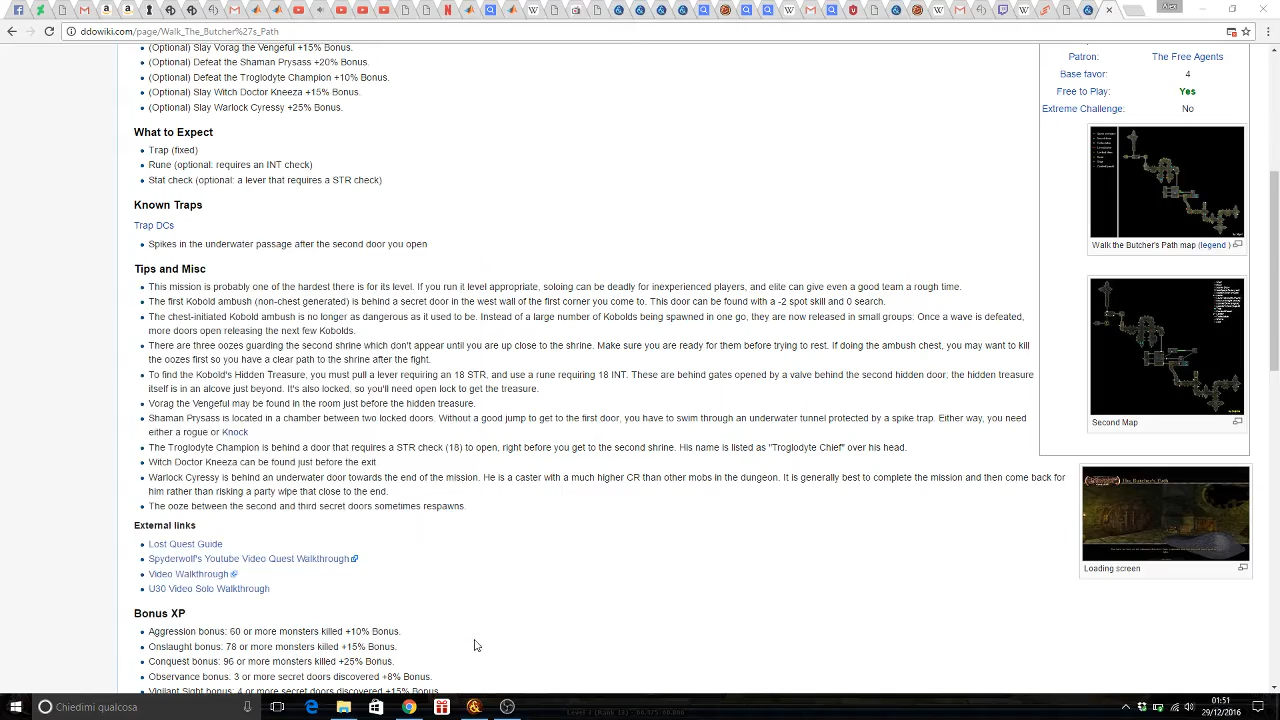 Alex
ddowiki.com/page/Walk_The_Butcher%27s_Path
(Optional) Slay Vorag the Vengeful +15% Bonus.
(Optional) Defeat the Shaman Prysass +20% Bonus.
(Optional) Defeat the Troglodyte Champion +10% Bonus.
(Optional) Slay Witch Doctor Kneeza +15% Bonus.
(Optional) Slay Warlock Cyressy +25% Bonus.
What to Expect
Trap (fixed)
Rune (optional: requires an INT check)
Stat check (optional: a lever that requires a STR check)
Known Traps
Trap DCs
Spikes in the underwater passage after the second door you open
Tips and Misc
This mission is probably one of the hardest there is for its level. If you run it level appropriate, soloing can be deadly for inexperienced players, and elite can give even a good team a rough time.
The first Kobold ambush (non-chest generated) is behind a secret door in the west wall of the first corner you come to. This door can be found with a -2 spot skill and 0 search.
The chest-initiated Kobold ambush is no longer as dangerous as it used to be. Instead of a large number of Kobolds being spawned in one go, they are now released in small groups: Once a wave is defeated,
more doors open releasing the next few Kobolds.
There are three oozes guarding the second shrine which don't appear until you are up close to the shrine. Make sure you are ready for them before trying to rest. If doing the ambush chest, you may want to kill
the oozes first so you have a clear path to the shrine after the fight.
To find the Kobold's Hidden Treasure, you must pull a lever requiring an 18 STR, and use a rune requiring 18 INT. These are behind gates opened by a valve behind the second hidden door; the hidden treasure
itself is in an alcove just beyond. It's also locked, so you'll need open lock to get the treasure.
Vorag the Vengeful may be found in the room just before the hidden treasure.
Shaman Prysass is located in a chamber between two locked doors. Without a good jump to get to the first door, you have to swim through an underwater tunnel protected by a spike trap. Either way, you need
either a rogue or Knock
The Troglodyte Champion is behind a door that requires a STR check (18) to open, right before you get to the second shrine. His name is listed as "Troglodyte Chief" over his head.
Witch Doctor Kneeza can be found just before the exit
Warlock Cyressy is behind an underwater door towards the end of the mission. He is a caster with a much higher CR than other mobs in the dungeon. It is generally best to complete the mission and then come back for
him rather than risking a party wipe that close to the end.
The ooze between the second and third secret doors sometimes respawns.
External links
Lost Quest Guide
Spyderwolf's Youtube Video Quest Walkthrough
Video Walkthrough
U30 Video Solo Walkthrough
Bonus XP
Aggression bonus: 60 or more monsters killed +10% Bonus.
Onslaught bonus: 78 or more monsters killed +15% Bonus.
Conquest bonus: 96 or more monsters killed +25% Bonus.
Observance bonus: 3 or more secret doors discovered +8% Bonus.
Vigilant Sight bonus: 4 or more secret doors discovered +15% Bonus.
Patron: The Free Agents
Base favor: 4
Free to Play: Yes
Extreme Challenge: No
Walk the Butcher's Path map (legend )
Second Map
The Butcher's Path
Loading screen
Chiedimi qualcosa
01:51
29/12/2016